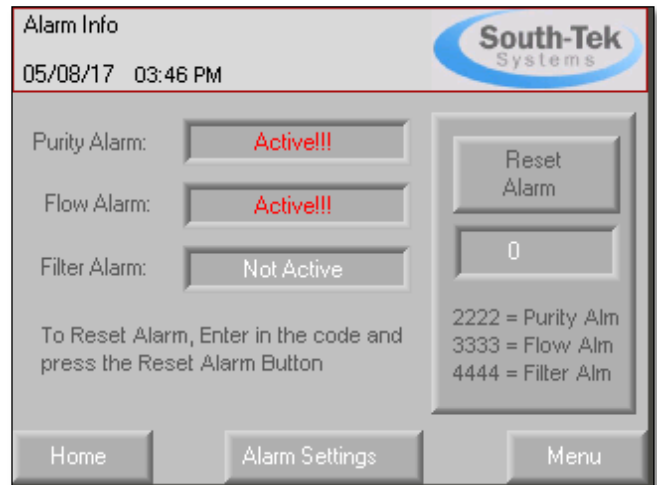 Alarm Info
05/08/17 03:46 PM
South-Tek
Systems
Purity Alarm: Active!!!
Flow Alarm: Active!!!
Filter Alarm: Not Active
To Reset Alarm, Enter in the code and
press the Reset Alarm Button
Reset
Alarm
0
2222 = Purity Alm
3333 = Flow Alm
4444 = Filter Alm
Home
Alarm Settings
Menu